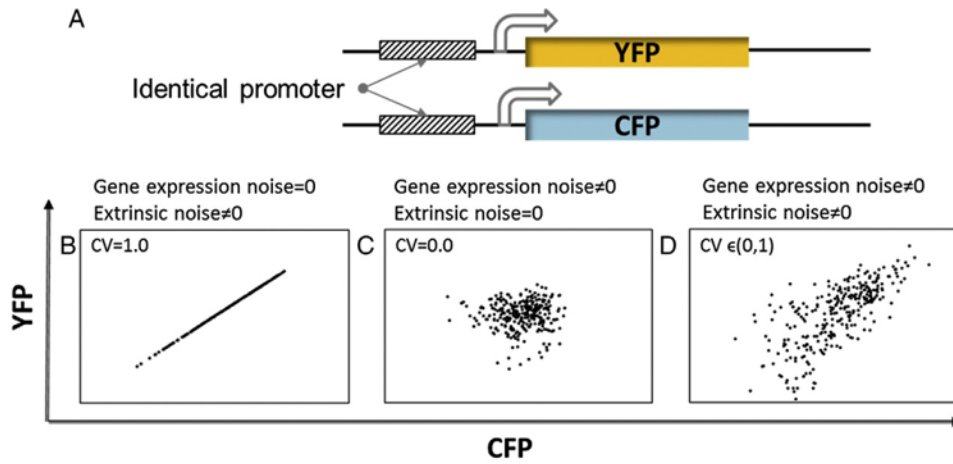 A
YFP
Identical promoter
CFP
Gene expression noise=0
Extrinsic noise≠0
Gene expression noise≠0
Extrinsic noise=0
Gene expression noise≠0
Extrinsic noise≠0
B
CV=1.0
C
CV=0.0
D
CV ϵ(0,1)
YFP
CFP